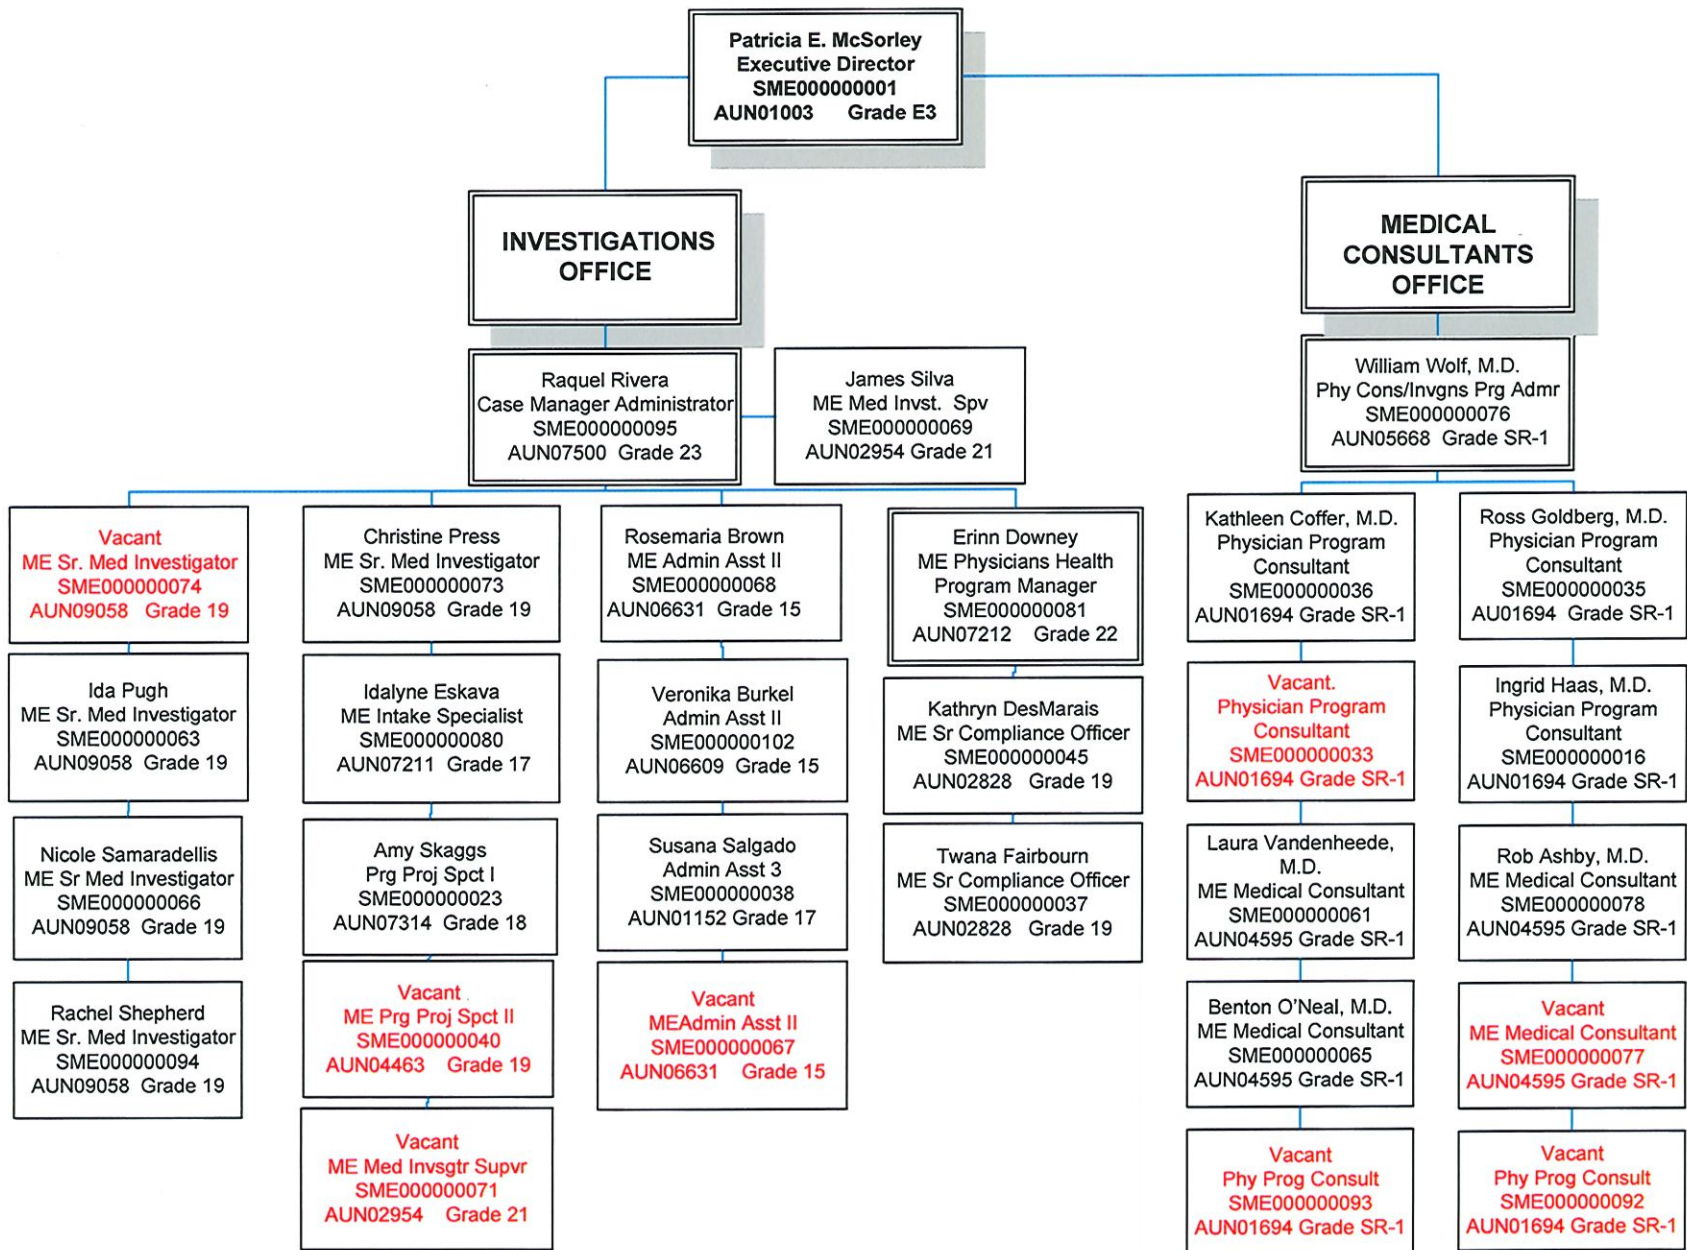 Patricia E. McSorley
Executive Director
SME000000001
AUN01003 Grade E3
INVESTIGATIONS
OFFICE
MEDICAL
CONSULTANTS
OFFICE
Raquel Rivera
Case Manager Administrator
SME000000095
AUN07500 Grade 23
James Silva
ME Med Invst. Spv
SME000000069
AUN02954 Grade 21
William Wolf, M.D.
Phy Cons/Invgns Prg Admr
SME000000076
AUN05668 Grade SR-1
Vacant
ME Sr. Med Investigator
SME000000074
AUN09058 Grade 19
Ida Pugh
ME Sr. Med Investigator
SME000000063
AUN09058 Grade 19
Nicole Samaradellis
ME Sr Med Investigator
SME000000066
AUN09058 Grade 19
Rachel Shepherd
ME Sr. Med Investigator
SME000000094
AUN09058 Grade 19
Christine Press
ME Sr. Med Investigator
SME000000073
AUN09058 Grade 19
Idalyne Eskava
ME Intake Specialist
SME000000080
AUN07211 Grade 17
Amy Skaggs
Prg Proj Spct I
SME000000023
AUN07314 Grade 18
Vacant
ME Prg Proj Spct II
SME000000040
AUN04463 Grade 19
Vacant
ME Med Invsgtr Supvr
SME000000071
AUN02954 Grade 21
Rosemaria Brown
ME Admin Asst II
SME000000068
AUN06631 Grade 15
Veronika Burkel
Admin Asst II
SME000000102
AUN06609 Grade 15
Susana Salgado
Admin Asst 3
SME000000038
AUN01152 Grade 17
Vacant
MEAdmin Asst II
SME000000067
AUN06631 Grade 15
Erinn Downey
ME Physicians Health
Program Manager
SME000000081
AUN07212 Grade 22
Kathryn DesMarais
ME Sr Compliance Officer
SME000000045
AUN02828 Grade 19
Twana Fairbourn
ME Sr Compliance Officer
SME000000037
AUN02828 Grade 19
Kathleen Coffer, M.D.
Physician Program
Consultant
SME000000036
AUN01694 Grade SR-1
Vacant.
Physician Program
Consultant
SME000000033
AUN01694 Grade SR-1
Laura Vandenheede,
M.D.
ME Medical Consultant
SME000000061
AUN04595 Grade SR-1
Benton O'Neal, M.D.
ME Medical Consultant
SME000000065
AUN04595 Grade SR-1
Vacant
Phy Prog Consult
SME000000093
AUN01694 Grade SR-1
Ross Goldberg, M.D.
Physician Program
Consultant
SME000000035
AU01694 Grade SR-1
Ingrid Haas, M.D.
Physician Program
Consultant
SME000000016
AUN01694 Grade SR-1
Rob Ashby, M.D.
ME Medical Consultant
SME000000078
AUN04595 Grade SR-1
Vacant
ME Medical Consultant
SME000000077
AUN04595 Grade SR-1
Vacant
Phy Prog Consult
SME000000092
AUN01694 Grade SR-1